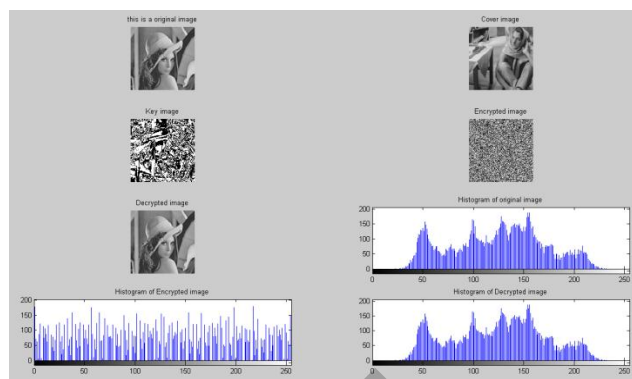 this is a original image
Cover image
Key image
Encrypted image
Decrypted image
Histogram of original image
200
150
100
50
0
0 50 100 150 200 250
Histogram of Encrypted image
200
150
100
50
0
0 50 100 150 200 250
Histogram of Decrypted image
200
150
100
50
0
0 50 100 150 200 250